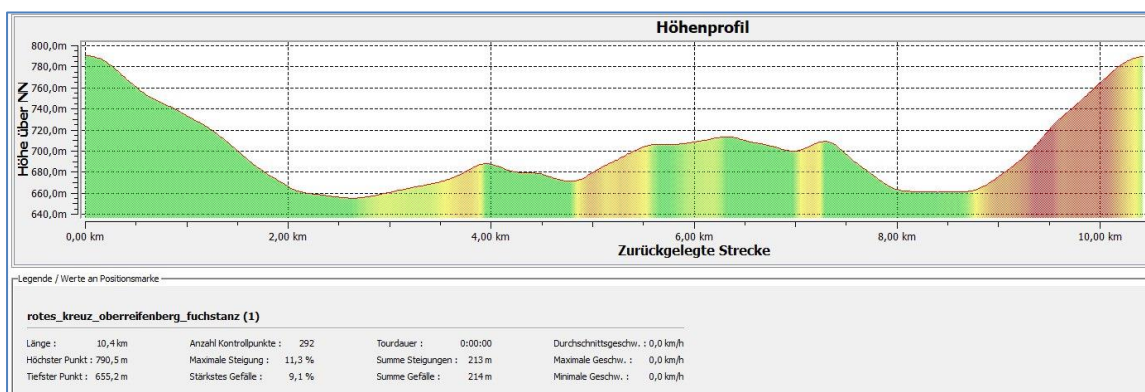 Höhenprofil
Höhe über NN
800,0m
780,0m
760,0m
740,0m
720,0m
700,0m
680,0m
660,0m
640,0m
0,00 km 2,00 km 4,00 km 6,00 km 8,00 km 10,00 km
Zurückgelegte Strecke
Legende / Werte an Positionsmarke
rotes_kreuz_oberreifenberg_fuchstanz (1)
Länge : 10,4 km Anzahl Kontrollpunkte : 292 Tourdauer : 0:00:00 Durchschnittsgeschw. : 0,0 km/h
Höchster Punkt : 790,5 m Maximale Steigung : 11,3 % Summe Steigungen : 213 m Maximale Geschw. : 0,0 km/h
Tiefster Punkt : 655,2 m Stärkstes Gefälle : 9,1 % Summe Gefälle : 214 m Minimale Geschw. : 0,0 km/h